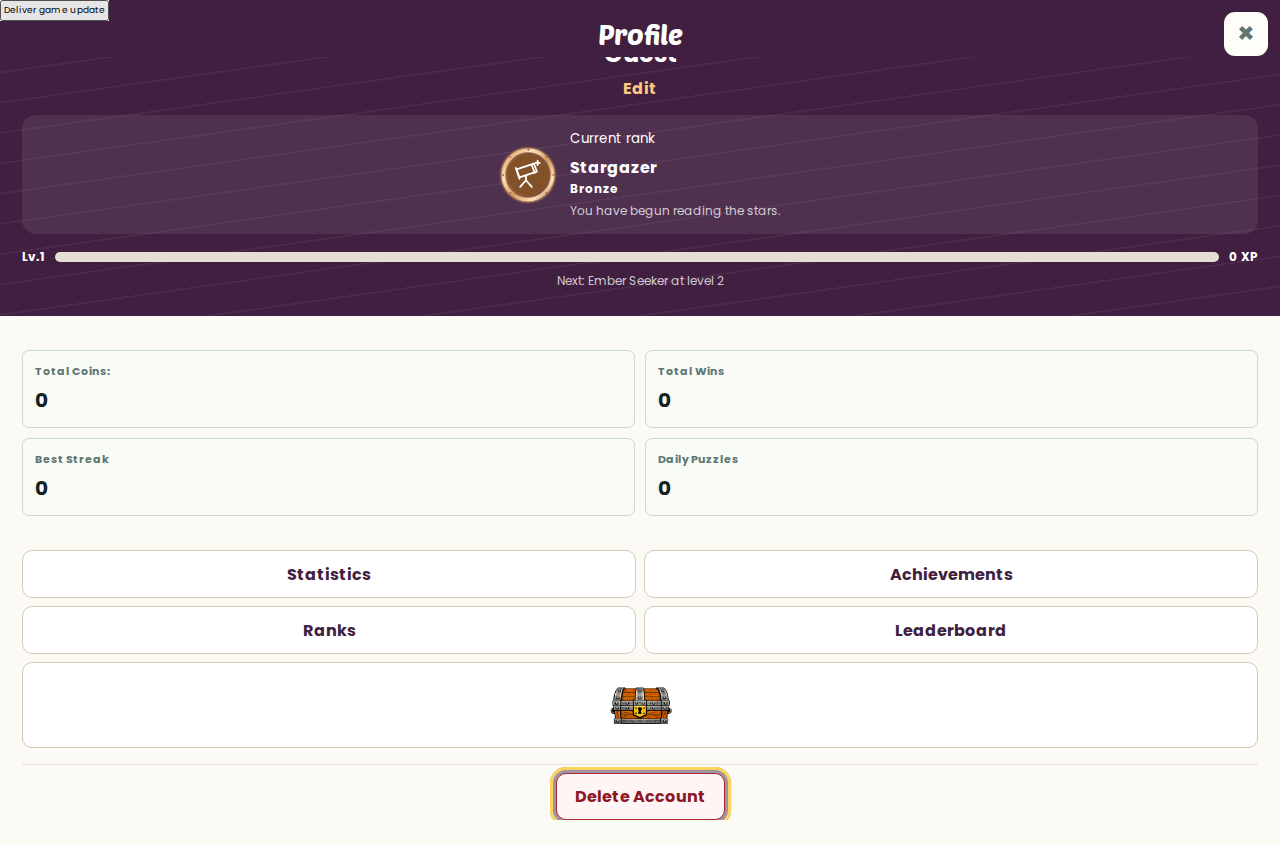 Deliver game update
Profile
✖
Edit
Current rank
Stargazer
Bronze
You have begun reading the stars.
Lv.1
0 XP
Next: Ember Seeker at level 2
Total Coins:
0
Total Wins
0
Best Streak
0
Daily Puzzles
0
Statistics
Achievements
Ranks
Leaderboard
Delete Account